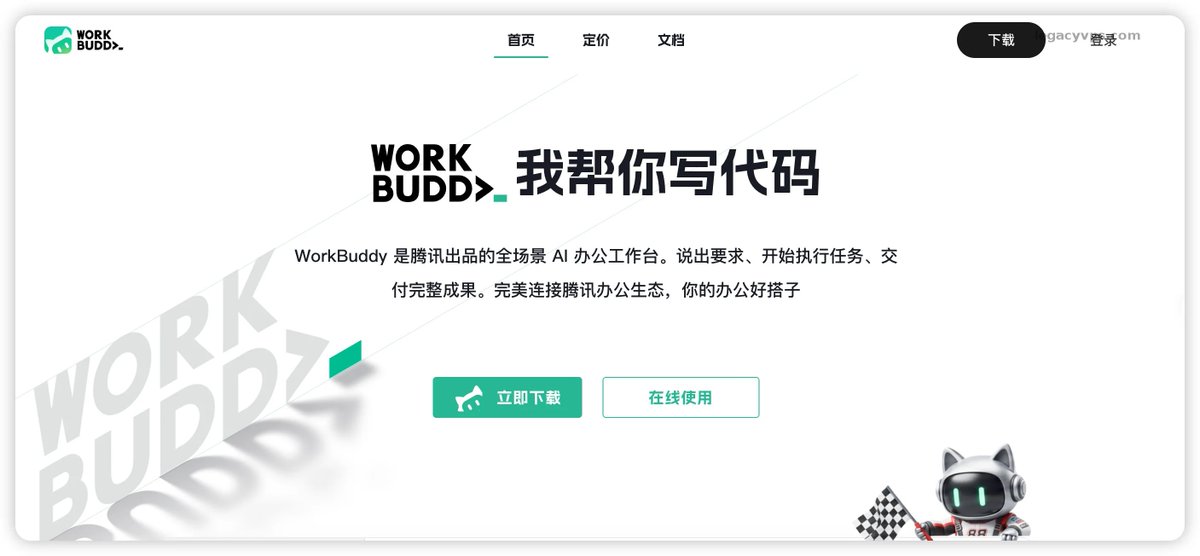 WORK
BUDD>_
首页
定价
文档
下载
登录
WORK
BUDD>_
我帮你写代码
WorkBuddy 是腾讯出品的全场景 AI 办公工作台。说出要求、开始执行任务、交
付完整成果。完美连接腾讯办公生态，你的办公好搭子
WORK
BUDD>
立即下载
在线使用
88